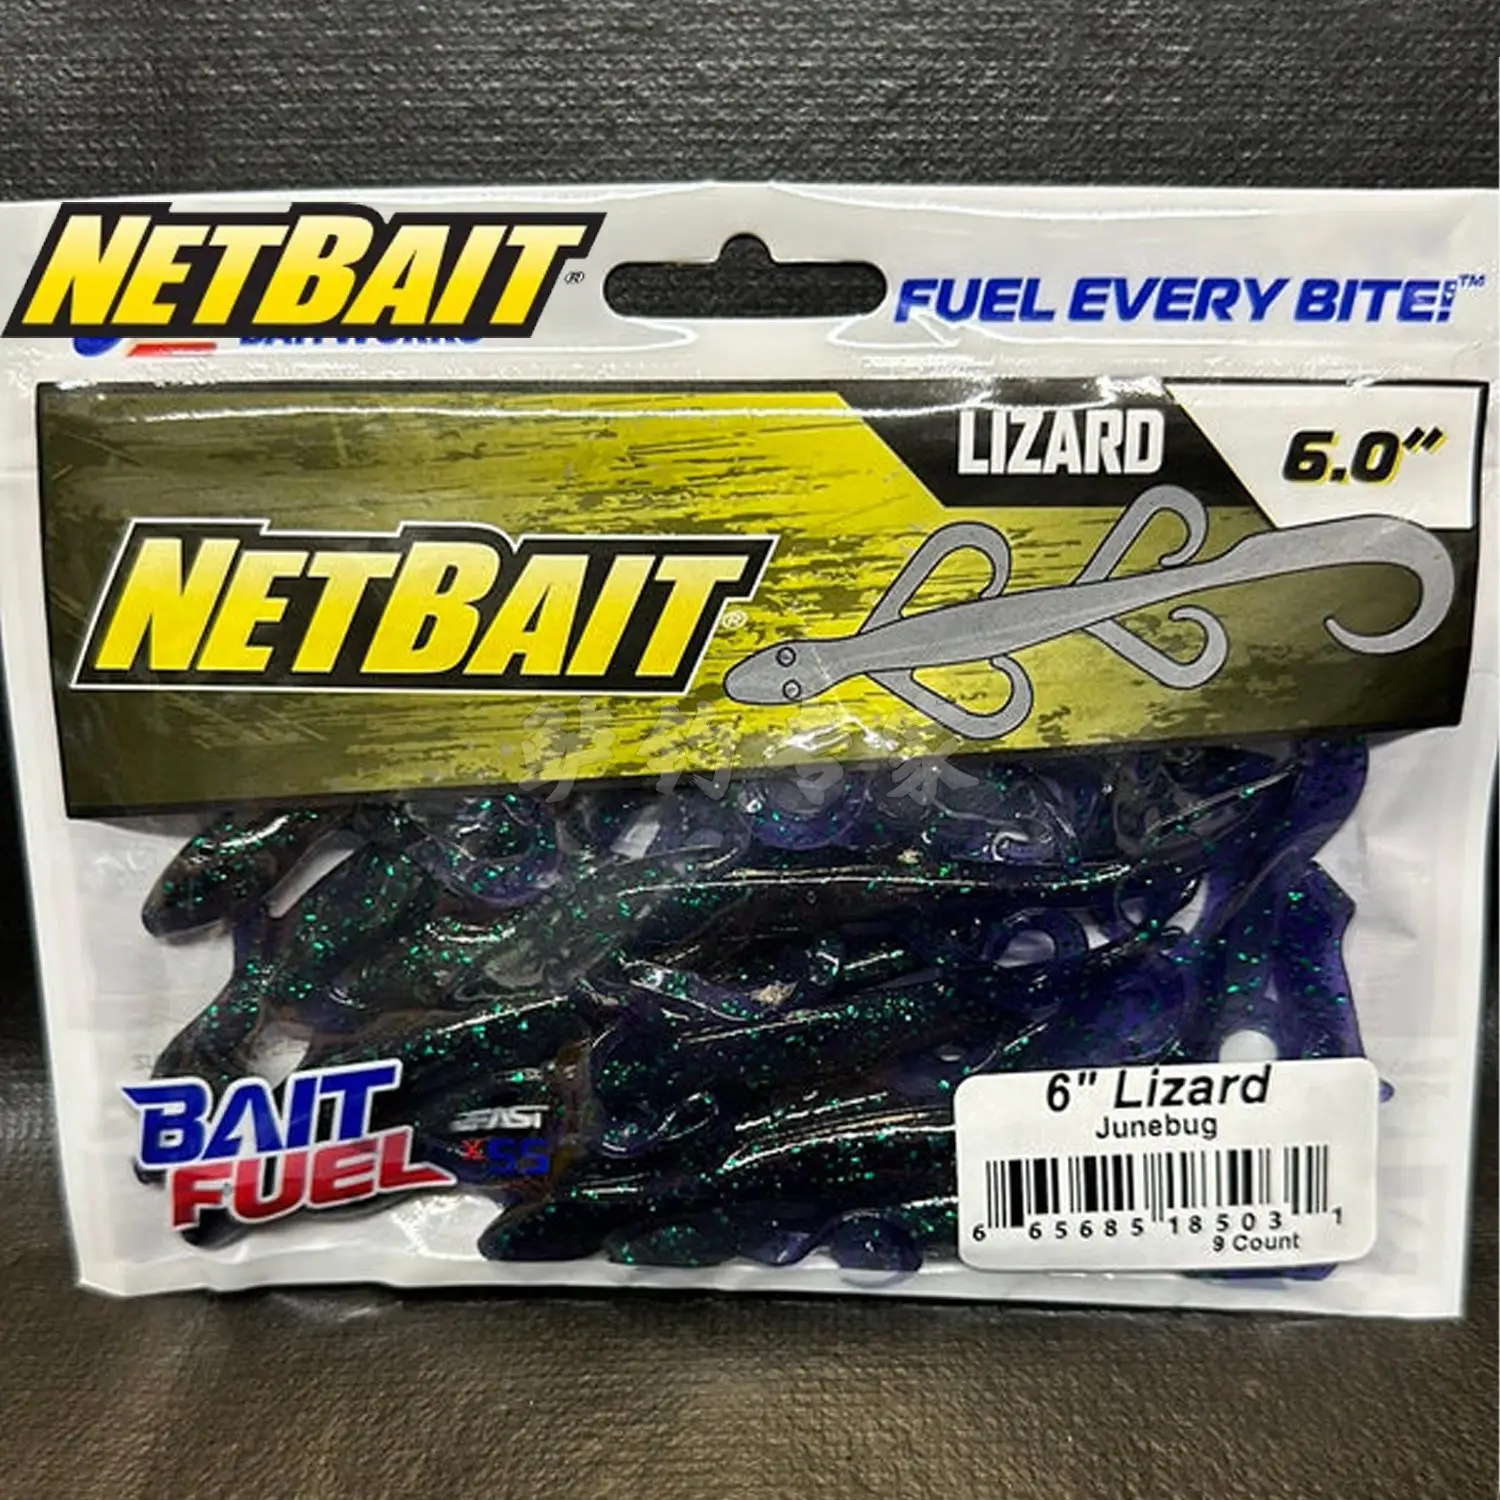 NETBAIT®
FUEL EVERY BITE!™
BAITWORKS
LIZARD
6.0"
NETBAIT®
BAIT
FUEL
6" Lizard
Junebug
6 65685 18503 1
9 Count